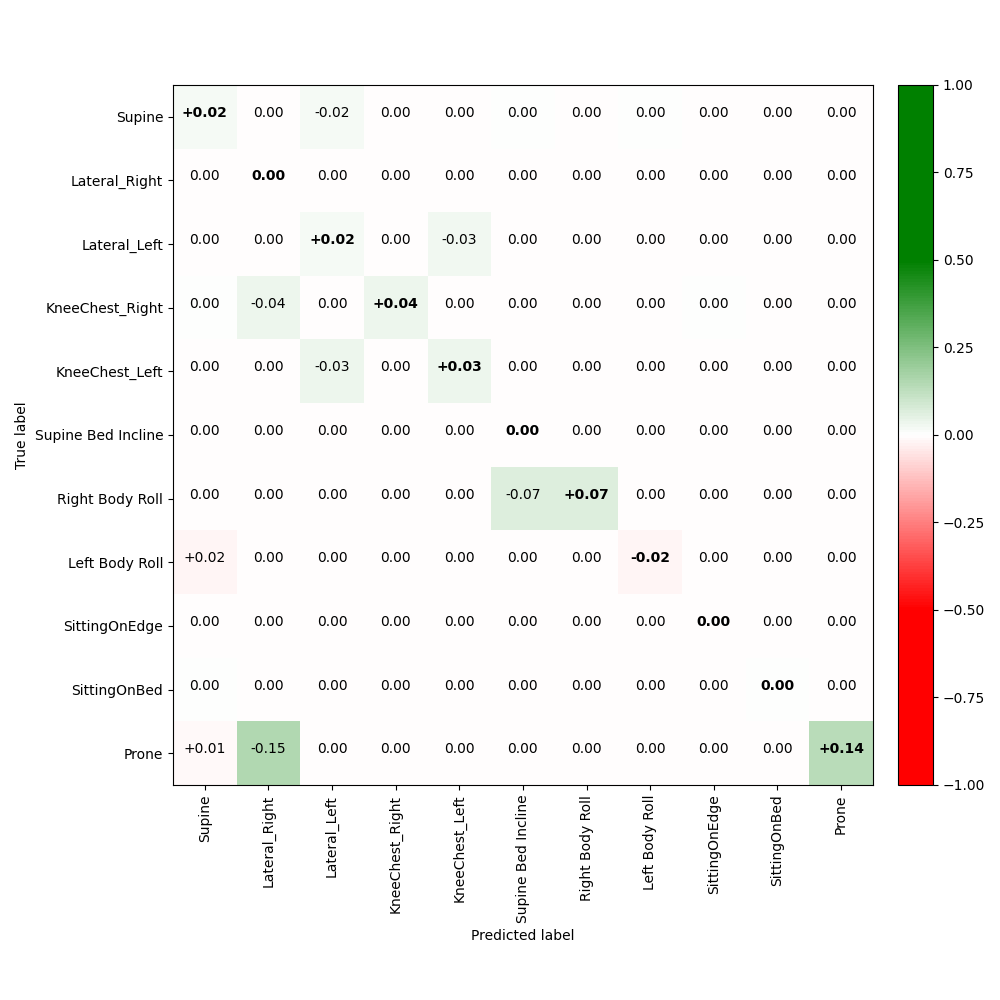 Supine +0.02 0.00 -0.02 0.00 0.00 0.00 0.00 0.00 0.00 0.00 0.00
Lateral_Right 0.00 0.00 0.00 0.00 0.00 0.00 0.00 0.00 0.00 0.00 0.00
Lateral_Left 0.00 0.00 +0.02 0.00 -0.03 0.00 0.00 0.00 0.00 0.00 0.00
KneeChest_Right 0.00 -0.04 0.00 +0.04 0.00 0.00 0.00 0.00 0.00 0.00 0.00
KneeChest_Left 0.00 0.00 -0.03 0.00 +0.03 0.00 0.00 0.00 0.00 0.00 0.00
Supine Bed Incline 0.00 0.00 0.00 0.00 0.00 0.00 0.00 0.00 0.00 0.00 0.00
Right Body Roll 0.00 0.00 0.00 0.00 0.00 -0.07 +0.07 0.00 0.00 0.00 0.00
Left Body Roll +0.02 0.00 0.00 0.00 0.00 0.00 0.00 -0.02 0.00 0.00 0.00
SittingOnEdge 0.00 0.00 0.00 0.00 0.00 0.00 0.00 0.00 0.00 0.00 0.00
SittingOnBed 0.00 0.00 0.00 0.00 0.00 0.00 0.00 0.00 0.00 0.00 0.00
Prone +0.01 -0.15 0.00 0.00 0.00 0.00 0.00 0.00 0.00 0.00 +0.14
True label
Supine
Lateral_Right
Lateral_Left
KneeChest_Right
KneeChest_Left
Supine Bed Incline
Right Body Roll
Left Body Roll
SittingOnEdge
SittingOnBed
Prone
Predicted label
1.00
0.75
0.50
0.25
0.00
−0.25
−0.50
−0.75
−1.00